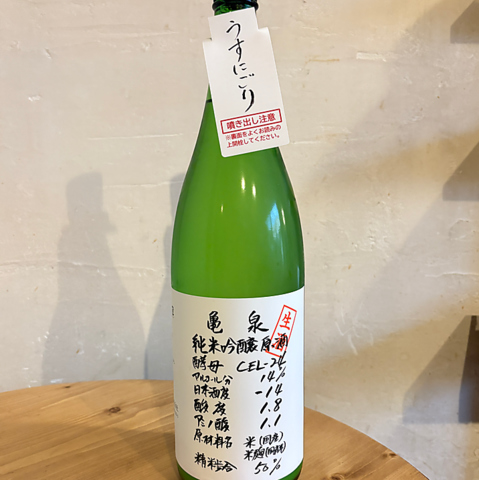 うすにごり
噴き出し注意
※裏面をよくお読みの
上開栓してください。
亀泉
生酒
純米吟醸原酒
酵母 CEL-24
アルコール分 14%
日本酒度 -14
酸度 1.8
アミノ酸 1.1
原材料名 米(国産)
米麹(国産米)
精米歩合 50%